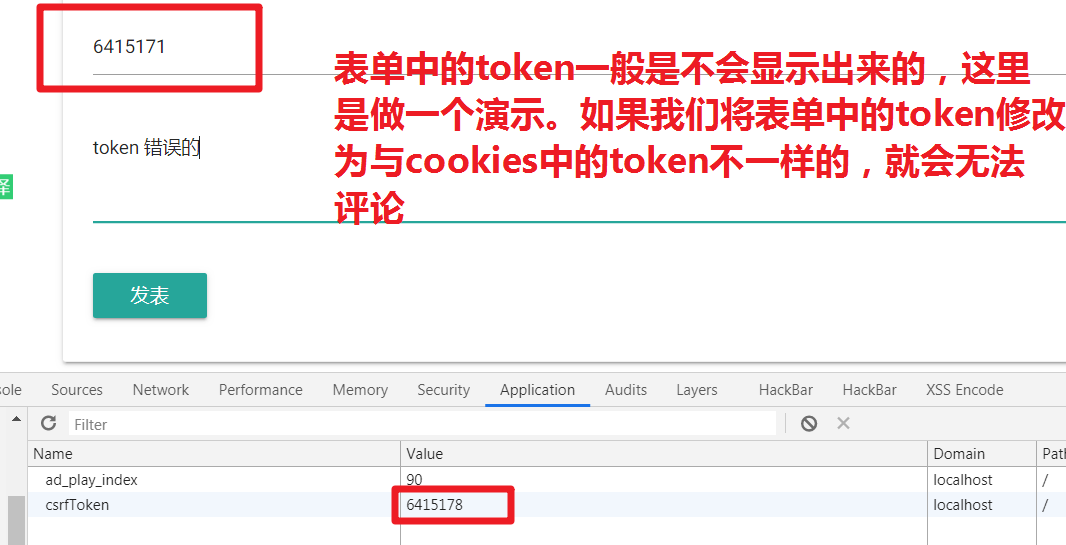 6415171
表单中的token一般是不会显示出来的，这里
是做一个演示。如果我们将表单中的token修改
为与cookies中的token不一样的，就会无法
评论
token 错误的
译
发表
sole Sources Network Performance Memory Security Application Audits Layers HackBar HackBar XSS Encode
Filter
Name Value Domain Path
ad_play_index 90 localhost /
csrfToken 6415178 localhost /